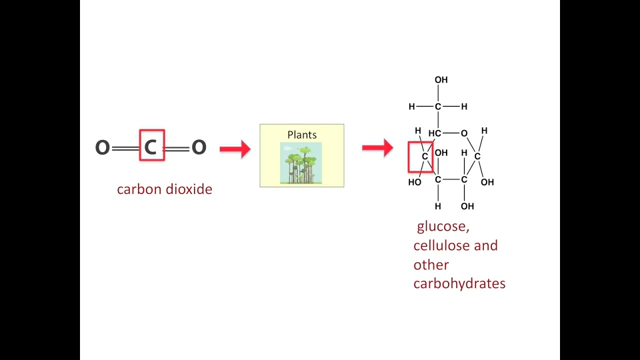 O=C=O
carbon dioxide
Plants
OH
H C H
H HC O H
C OH H C
HO C C OH
H OH
glucose,
cellulose and
other
carbohydrates